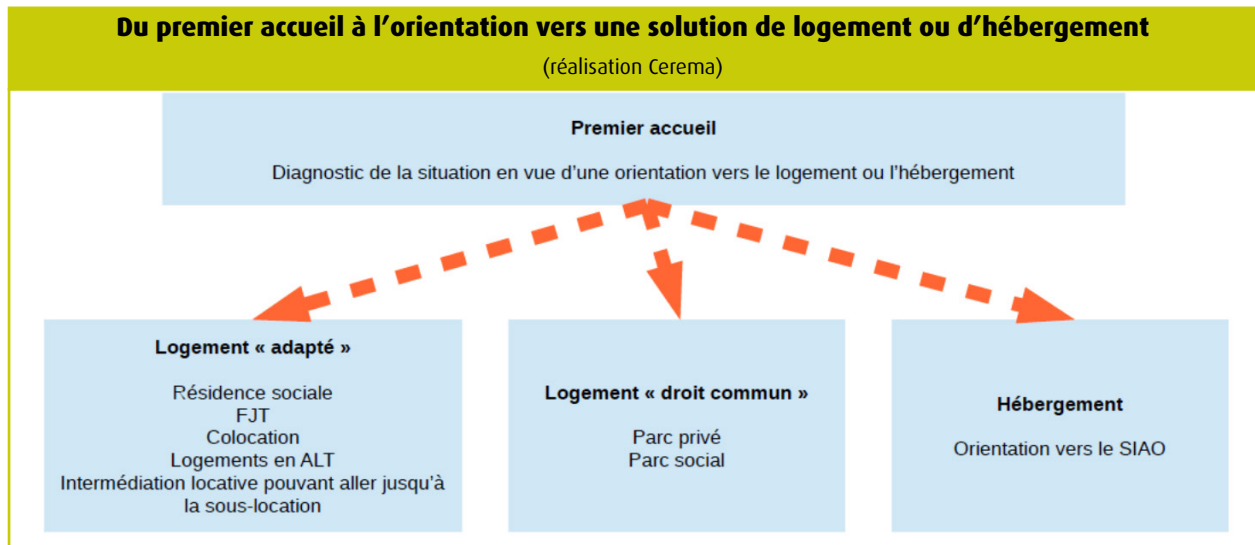 Du premier accueil à l'orientation vers une solution de logement ou d'hébergement
(réalisation Cerema)
Premier accueil
Diagnostic de la situation en vue d'une orientation vers le logement ou l'hébergement
Logement « adapté »
Résidence sociale
FJT
Colocation
Logements en ALT
Intermédiation locative pouvant aller jusqu'à
la sous-location
Logement « droit commun »
Parc privé
Parc social
Hébergement
Orientation vers le SIAO